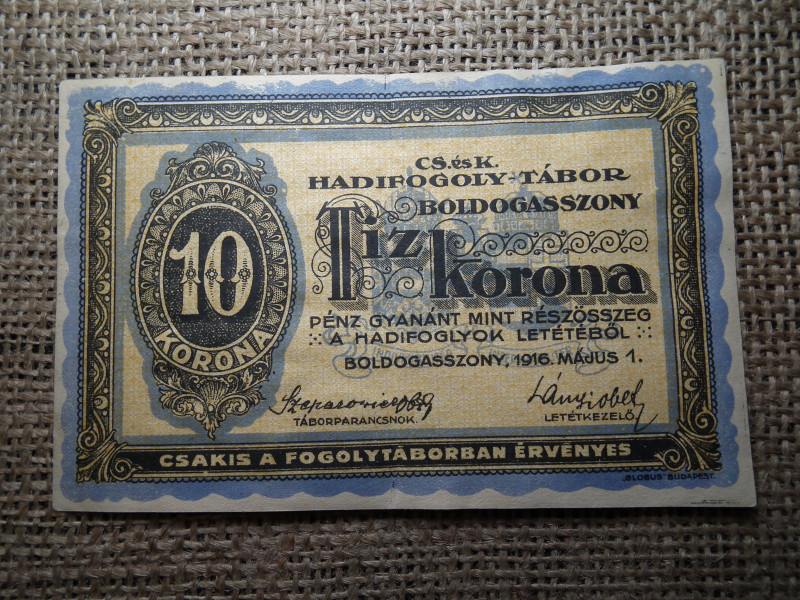 CS. és K.
HADIFOGOLY-TÁBOR
BOLDOGASSZONY
Tiz
korona
PÉNZ GYANÁNT MINT RÉSZÖSSZEG
A HADIFOGLYOK LETÉTÉBŐL
BOLDOGASSZONY, 1916. MÁJUS 1.
10
KORONA
TÁBORPARANCSNOK.
LETÉTKEZELŐ.
CSAKIS A FOGOLYTÁBORBAN ÉRVÉNYES
„GLOBUS" BUDAPEST.